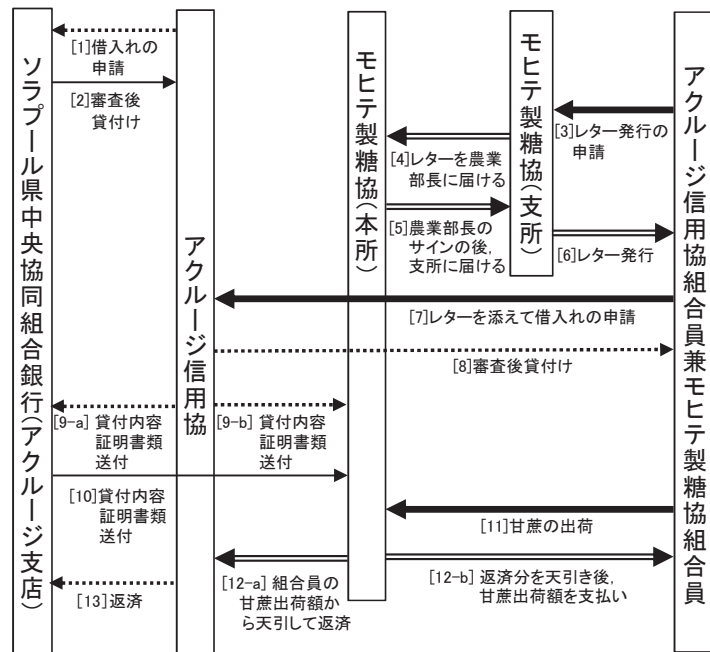 ソラプール県中央協同組合銀行(アクルージ支店)
アクルージ信用協
モヒテ製糖協(本所)
モヒテ製糖協(支所)
アクルージ信用協組合員兼モヒテ製糖協組合員
[1]借入れの
申請
[2]審査後
貸付け
[3]レター発行の
申請
[4]レターを農業
部長に届ける
[5]農業部長の
サインの後,
支所に届ける
[6]レター発行
[7]レターを添えて借入れの申請
[8]審査後貸付け
[9-a] 貸付内容
証明書類
送付
[9-b] 貸付内容
証明書類
送付
[10]貸付内容
証明書類
送付
[11]甘蔗の出荷
[12-a] 組合員の
甘蔗出荷額か
ら天引して返済
[12-b] 返済分を天引き後,
甘蔗出荷額を支払い
[13]返済